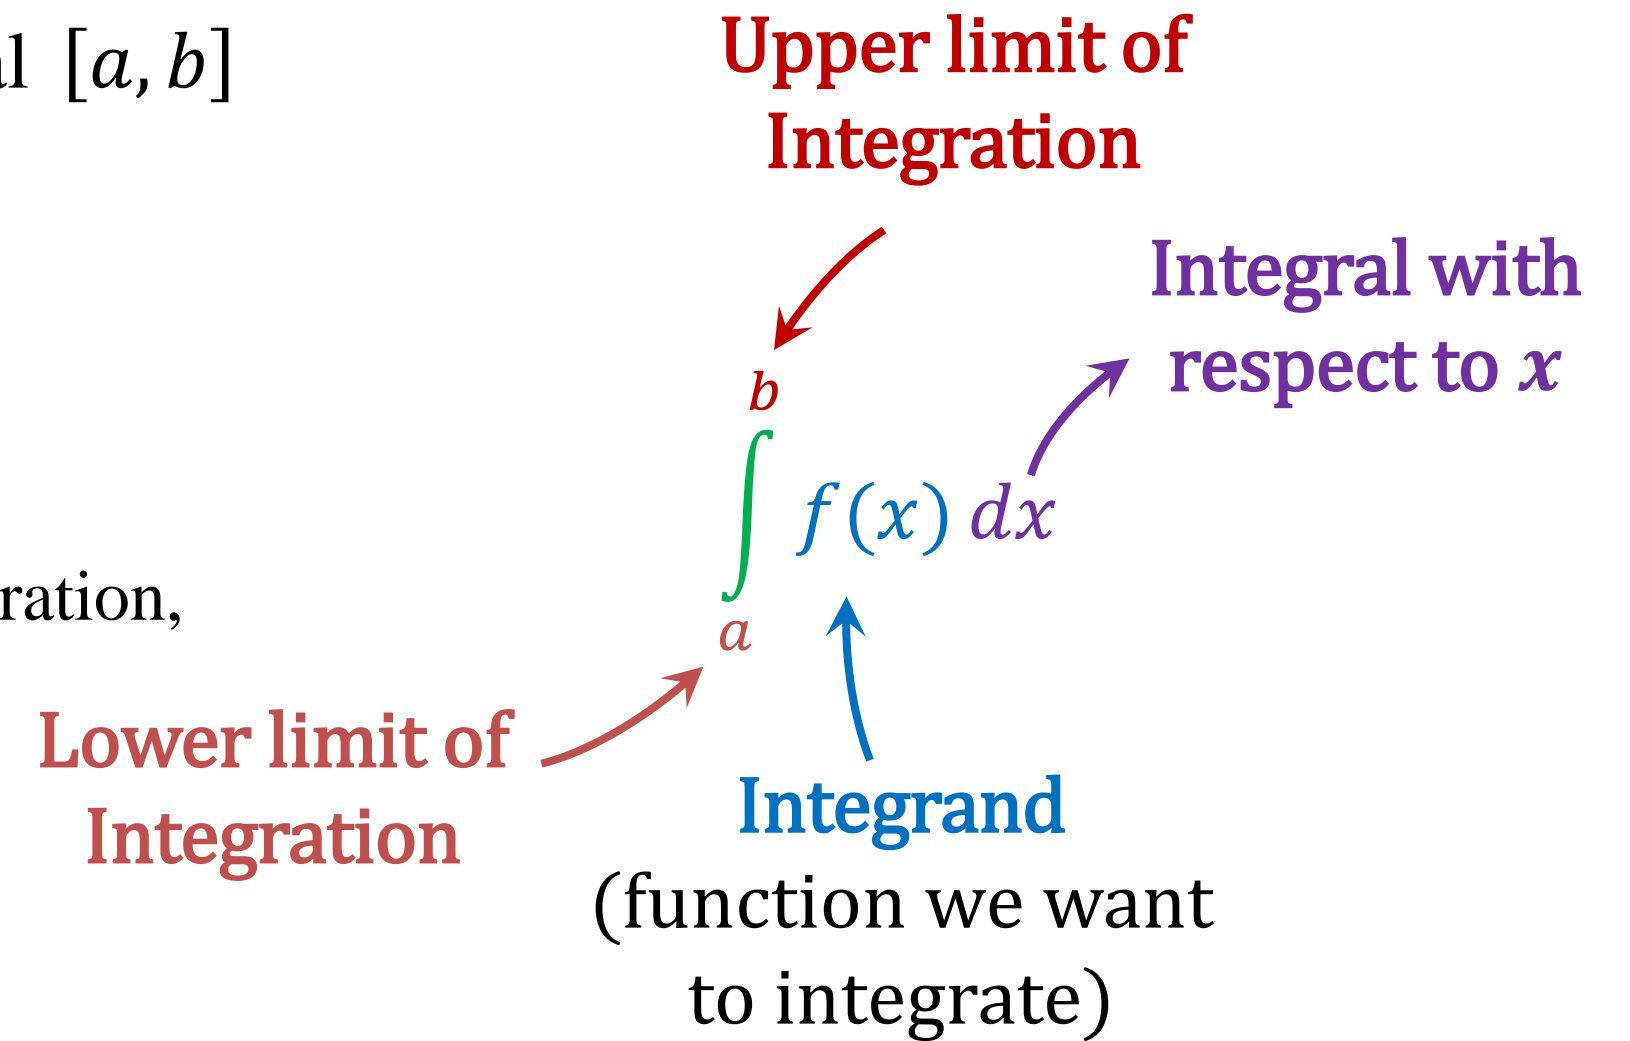 [a, b]
Upper limit of
Integration
Integral with
respect to x
b
∫ f(x) dx
a
Lower limit of
Integration
Integrand
(function we want
to integrate)